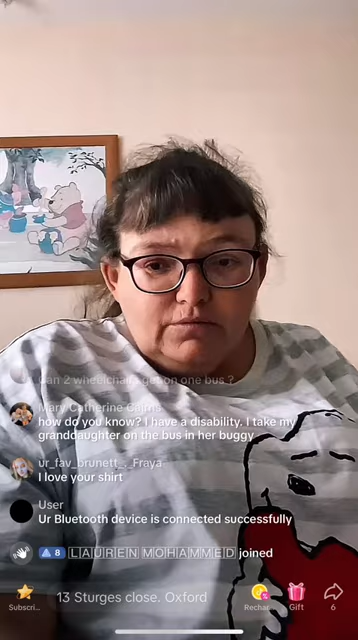 Can 2 wheelchairs get on one bus ?
Mary Catherine Cairns
how do you know? I have a disability. I take my
granddaughter on the bus in her buggy
ur_fav_brunett_._Fraya
I love your shirt
User
Ur Bluetooth device is connected successfully
8 LAUREN MOHAMMED joined
13 Sturges close. Oxford
Subscri...
Rechar
Gift
6